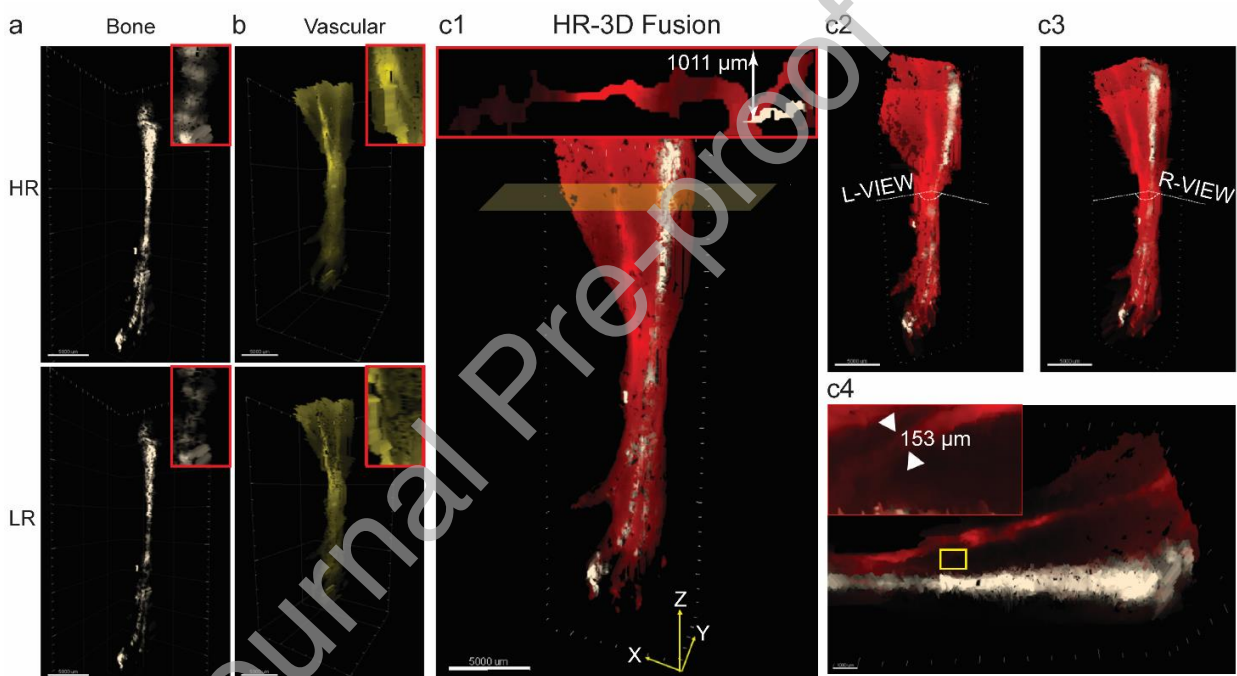 a Bone b Vascular c1 HR-3D Fusion c2 c3
1011 µm
HR
L-VIEW
R-VIEW
c4
153 µm
LR
Z
Y
X
5000 um
Journal Pre-proof